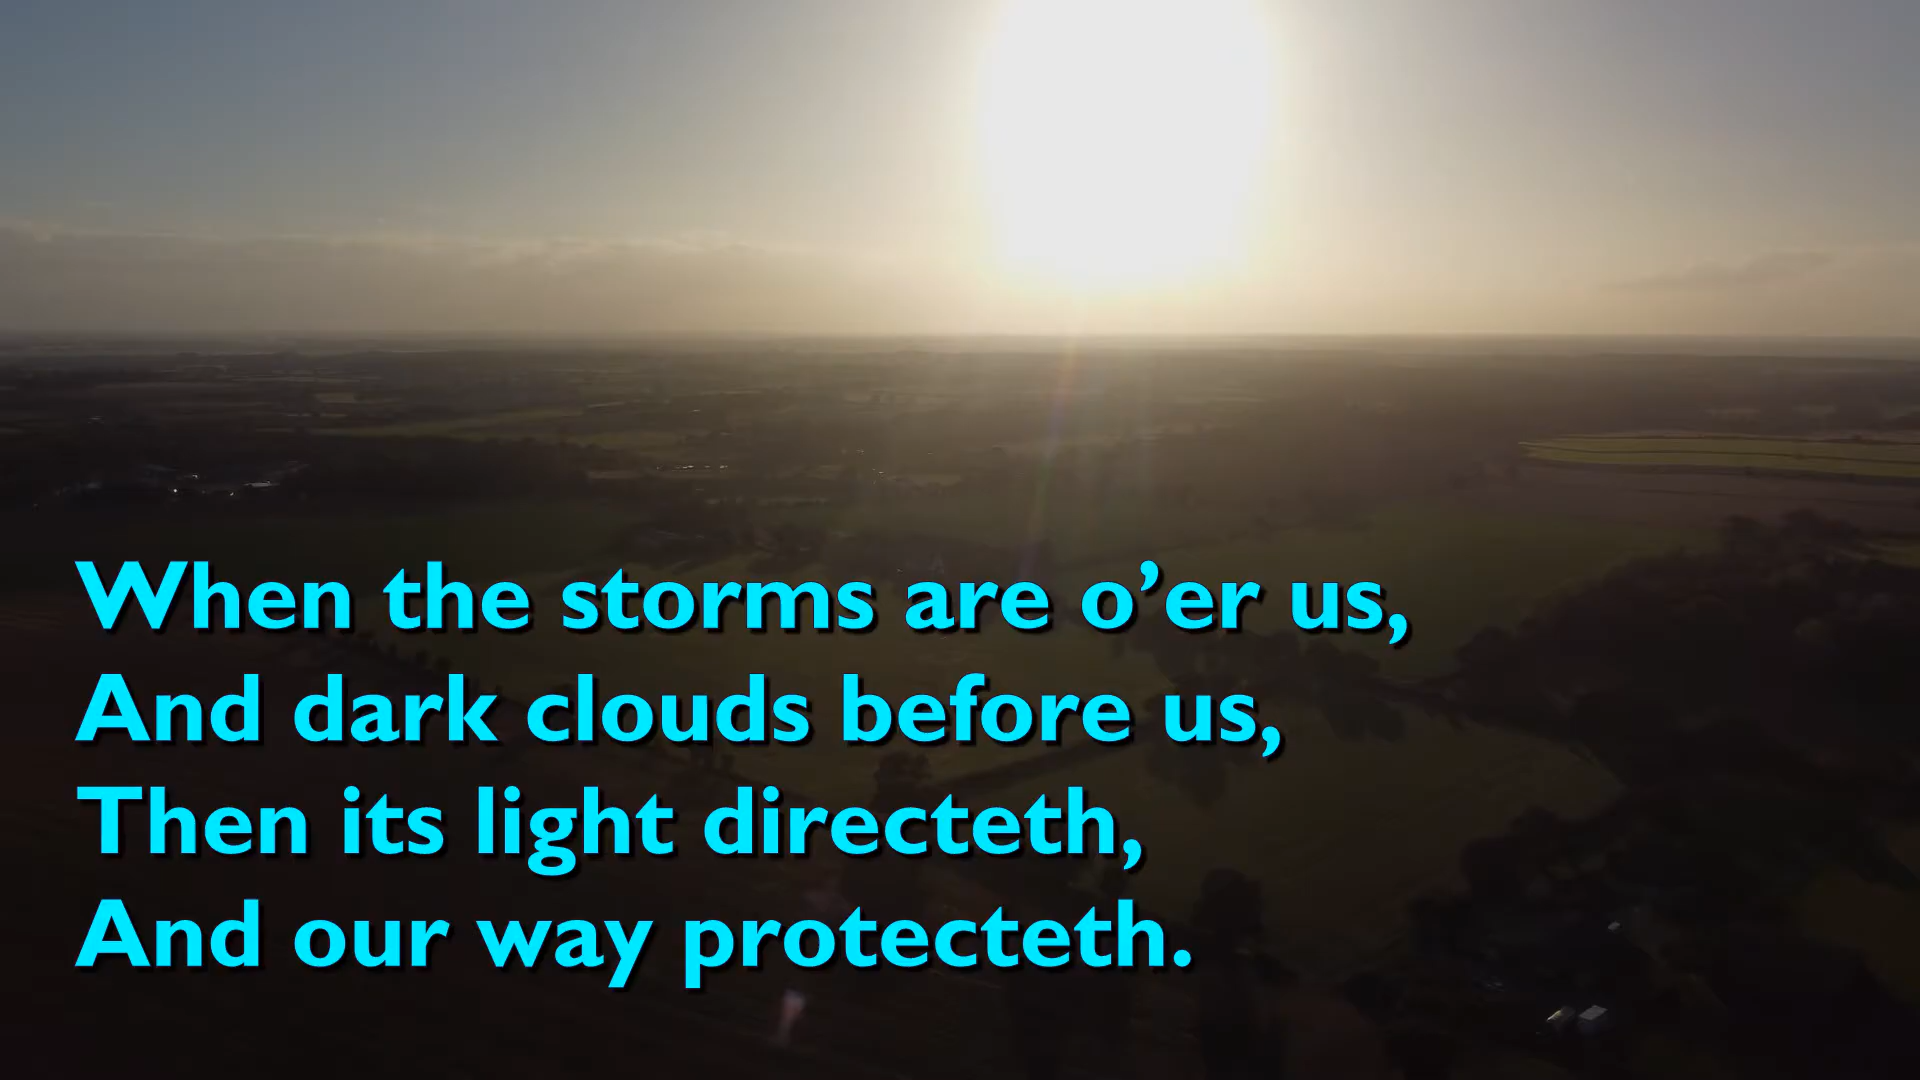 When the storms are o’er us,
And dark clouds before us,
Then its light directeth,
And our way protecteth.